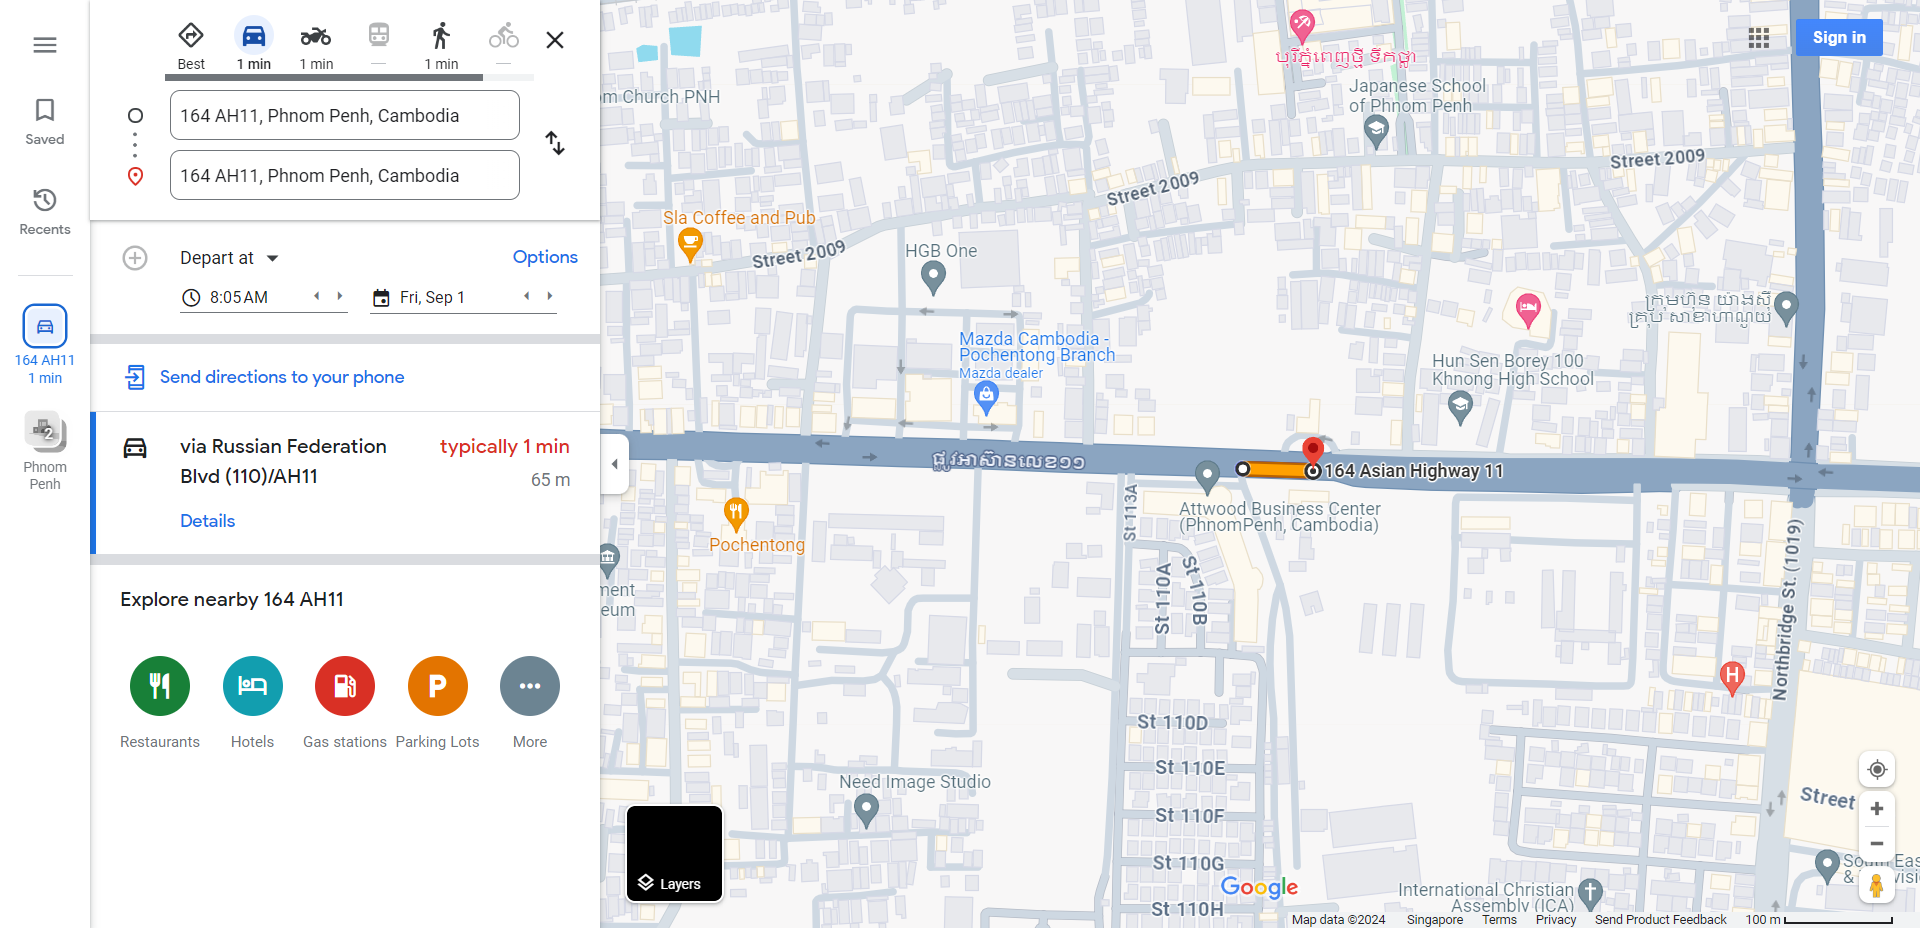 Saved
Recents
164 AH11
1 min
2
Phnom
Penh
Best
1 min
1 min
—
1 min
—
164 AH11, Phnom Penh, Cambodia
164 AH11, Phnom Penh, Cambodia
Depart at
Options
8:05 AM
Fri, Sep 1
Send directions to your phone
via Russian Federation
Blvd (110)/AH11
typically 1 min
65 m
Details
Explore nearby 164 AH11
P
Restaurants
Hotels
Gas stations
Parking Lots
More
Sign in
បុរីភ្នំពេញថ្មី ទឹកថ្លា
m Church PNH
Japanese School
of Phnom Penh
Street 2009
Street 2009
Sla Coffee and Pub
Street 2009
HGB One
ក្រុមហ៊ុន យ៉ាងស៊ី
គ្រុប សាខាហាណូយ
Mazda Cambodia -
Pochentong Branch
Mazda dealer
Hun Sen Borey 100
Khnong High School
ផ្លូវអាស៊ានលេខ១១
164 Asian Highway 11
Attwood Business Center
(PhnomPenh, Cambodia)
St 113A
Pochentong
ment
eum
St 110A
St 110B
Northbridge St. (1019)
H
St 110D
St 110E
Need Image Studio
St 110F
Street
St 110G
South Eas
&
visi
International Christian
Assembly (ICA)
St 110H
Layers
Google
Map data ©2024
Singapore
Terms
Privacy
Send Product Feedback
100 m